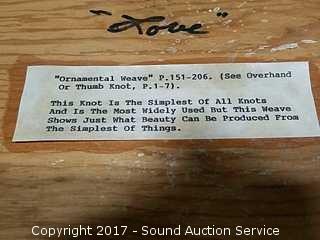 "Love"
"Ornamental Weave" P.151-206. (See Overhand
Or Thumb Knot, P.1-7).
This Knot Is The Simplest Of All Knots
And Is The Most Widely Used But This Weave
Shows Just What Beauty Can Be Produced From
The Simplest Of Things.
Copyright 2017 - Sound Auction Service